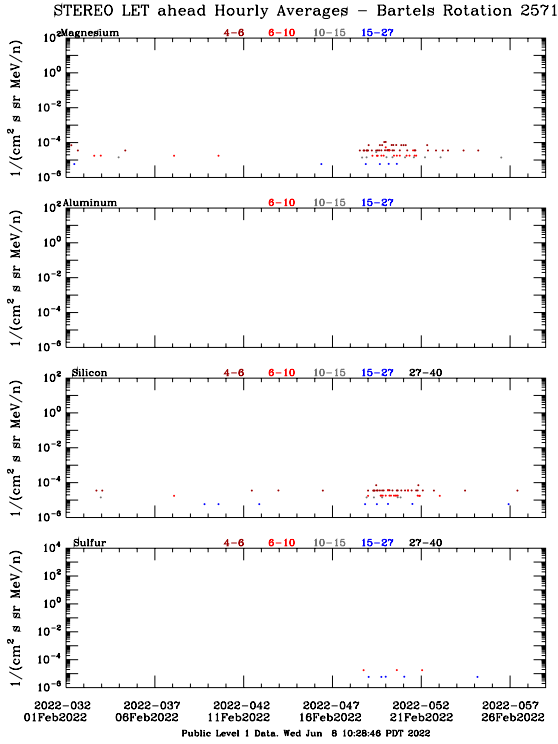 STEREO LET ahead Hourly Averages - Bartels Rotation 2571
Magnesium 4-6 6-10 10-15 15-27
10² 10⁰ 10⁻² 10⁻⁴ 10⁻⁶
1/(cm² s sr MeV/n)
Aluminum 6-10 10-15 15-27
10² 10⁰ 10⁻² 10⁻⁴ 10⁻⁶
1/(cm² s sr MeV/n)
Silicon 4-6 6-10 10-15 15-27 27-40
10² 10⁰ 10⁻² 10⁻⁴ 10⁻⁶
1/(cm² s sr MeV/n)
Sulfur 4-6 6-10 10-15 15-27 27-40
10⁴ 10² 10⁰ 10⁻² 10⁻⁴ 10⁻⁶
1/(cm² s sr MeV/n)
2022-032 2022-037 2022-042 2022-047 2022-052 2022-057
01Feb2022 06Feb2022 11Feb2022 16Feb2022 21Feb2022 26Feb2022
Public Level 1 Data. Wed Jun 8 10:28:46 PDT 2022